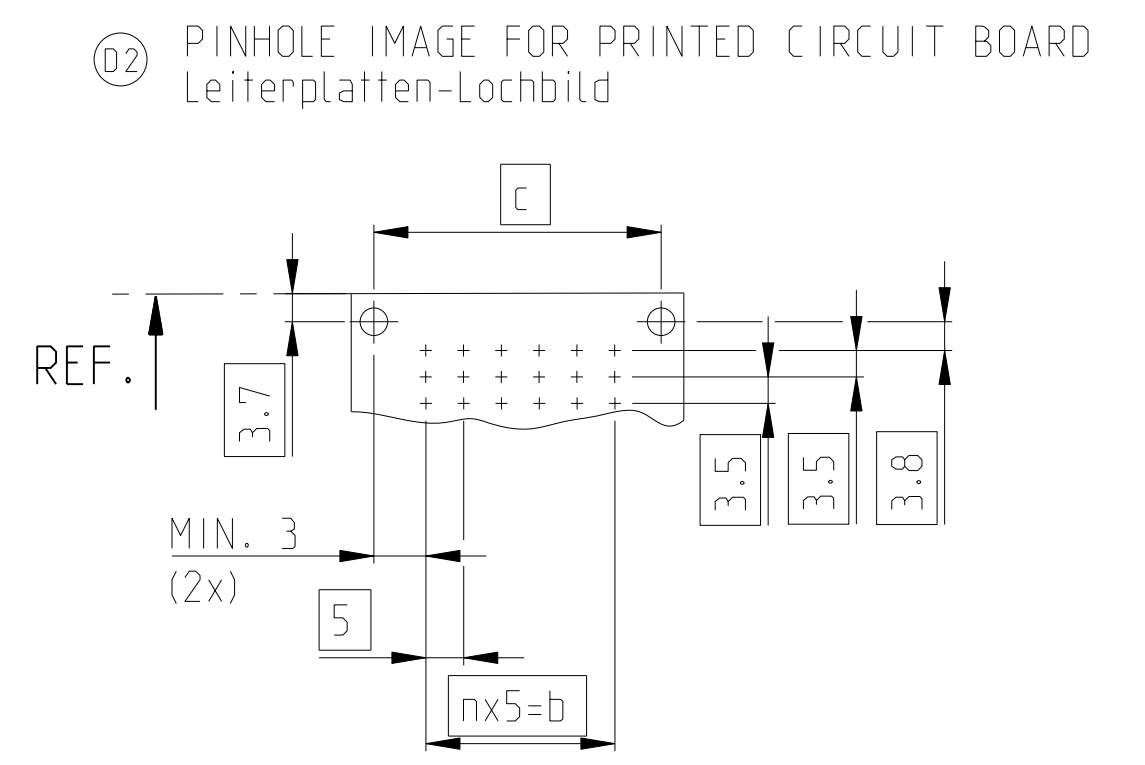 D2
PINHOLE IMAGE FOR PRINTED CIRCUIT BOARD
Leiterplatten-Lochbild
c
REF.
3.7
3.5
3.5
3.8
MIN. 3
(2x)
5
nx5=b